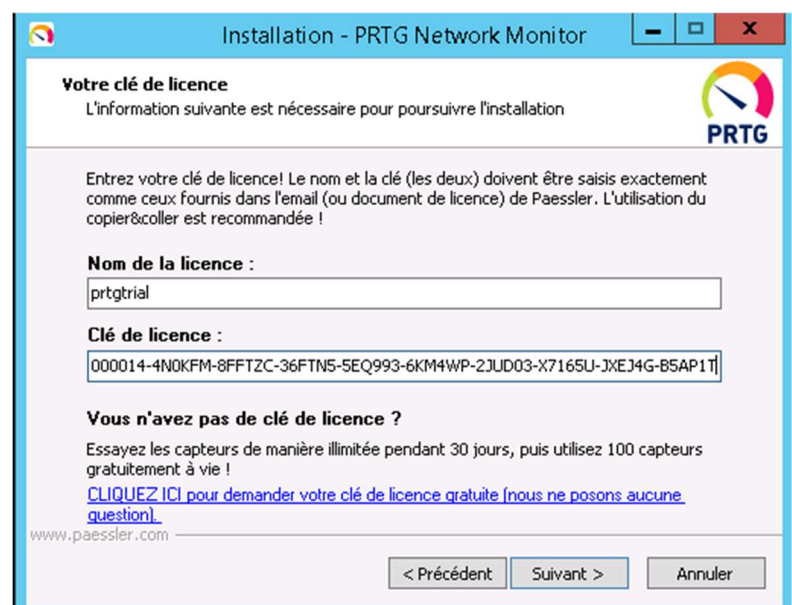 Installation - PRTG Network Monitor
Votre clé de licence
L'information suivante est nécessaire pour poursuivre l'installation
PRTG
Entrez votre clé de licence! Le nom et la clé (les deux) doivent être saisis exactement
comme ceux fournis dans l'email (ou document de licence) de Paessler. L'utilisation du
copier&coller est recommandée !
Nom de la licence :
prtgtrial
Clé de licence :
000014-4N0KFM-8FFTZC-36FTN5-5EQ993-6KM4WP-2JUD03-X7165U-JXEJ4G-B5AP1T
Vous n'avez pas de clé de licence ?
Essayez les capteurs de manière illimitée pendant 30 jours, puis utilisez 100 capteurs
gratuitement à vie !
CLIQUEZ ICI pour demander votre clé de licence gratuite (nous ne posons aucune
question).
www.paessler.com
< Précédent Suivant > Annuler